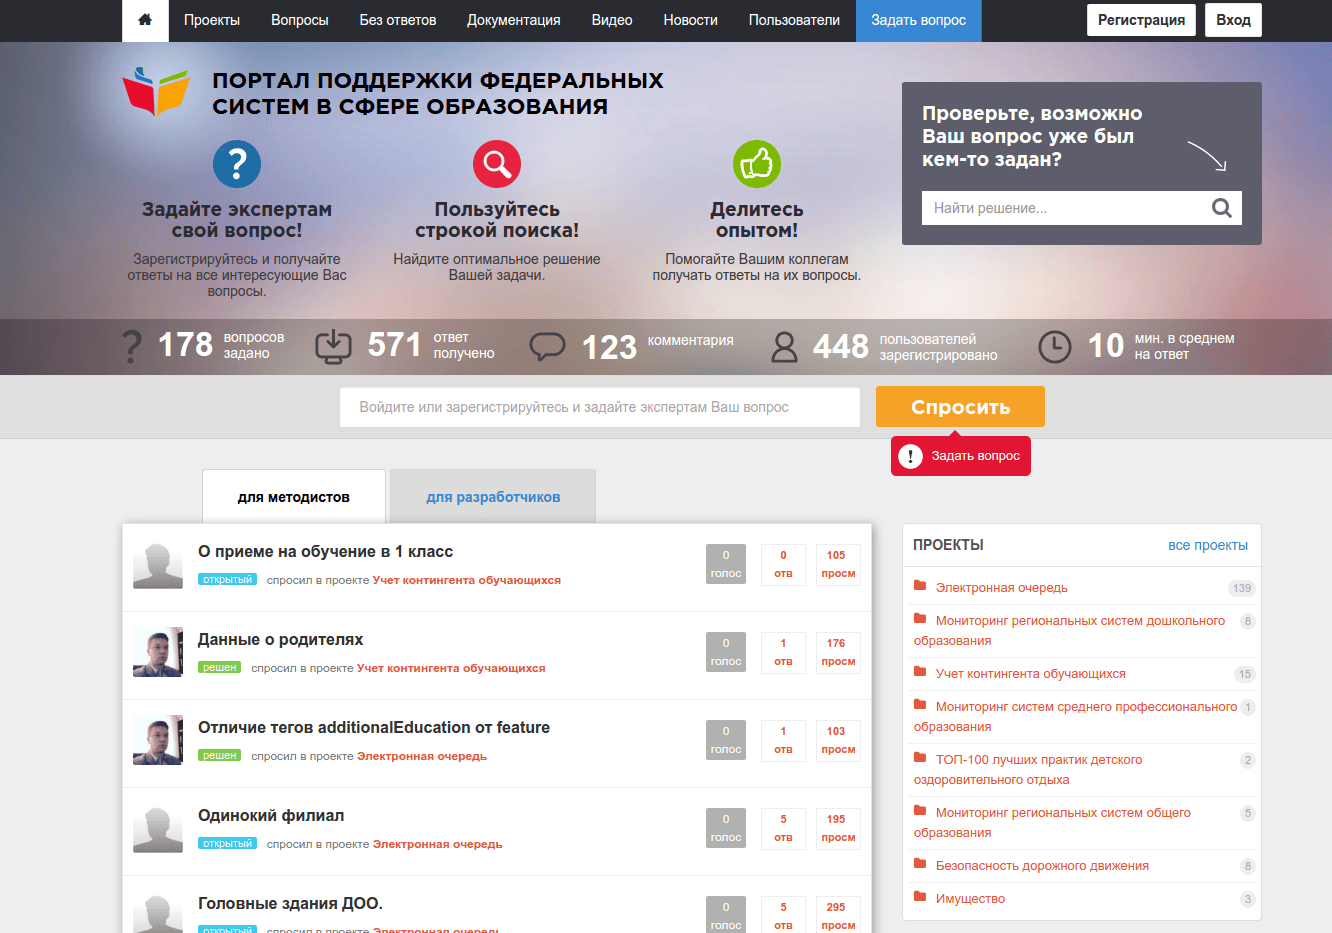 Проекты Вопросы Без ответов Документация Видео Новости Пользователи Задать вопрос Регистрация Вход
ПОРТАЛ ПОДДЕРЖКИ ФЕДЕРАЛЬНЫХ
СИСТЕМ В СФЕРЕ ОБРАЗОВАНИЯ
?
Задайте экспертам
свой вопрос!
Зарегистрируйтесь и получайте
ответы на все интересующие Вас
вопросы.
Пользуйтесь
строкой поиска!
Найдите оптимальное решение
Вашей задачи.
Делитесь
опытом!
Помогайте Вашим коллегам
получать ответы на их вопросы.
Проверьте, возможно
Ваш вопрос уже был
кем-то задан?
Найти решение...
? 178 вопросов
задано
571 ответ
получено
123 комментария
448 пользователей
зарегистрировано
10 мин. в среднем
на ответ
Войдите или зарегистрируйтесь и задайте экспертам Ваш вопрос
Спросить
! Задать вопрос
для методистов
для разработчиков
О приеме на обучение в 1 класс
открытый спросил в проекте Учет контингента обучающихся
0 голос
0 отв
105 просм
Данные о родителях
решен спросил в проекте Учет контингента обучающихся
0 голос
1 отв
176 просм
Отличие тегов additionalEducation от feature
решен спросил в проекте Электронная очередь
0 голос
1 отв
103 просм
Одинокий филиал
открытый спросил в проекте Электронная очередь
0 голос
5 отв
195 просм
Головные здания ДОО.
открытый спросил в проекте Электронная очередь
0 голос
5 отв
295 просм
ПРОЕКТЫ все проекты
Электронная очередь 139
Мониторинг региональных систем дошкольного 8
образования
Учет контингента обучающихся 15
Мониторинг систем среднего профессионального 1
образования
ТОП-100 лучших практик детского 2
оздоровительного отдыха
Мониторинг региональных систем общего 5
образования
Безопасность дорожного движения 8
Имущество 3